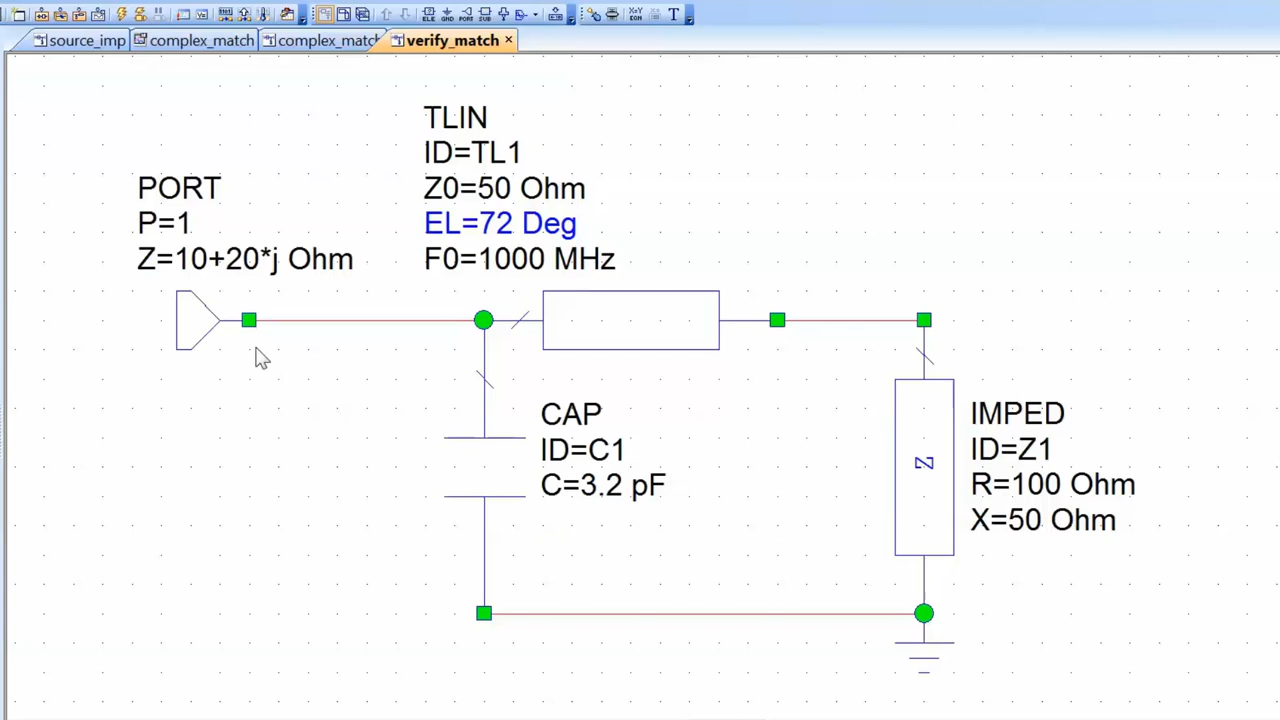 source_imp complex_match complex_matc verify_match ×
TLIN
ID=TL1
Z0=50 Ohm
EL=72 Deg
F0=1000 MHz
PORT
P=1
Z=10+20*j Ohm
CAP
ID=C1
C=3.2 pF
Z
IMPED
ID=Z1
R=100 Ohm
X=50 Ohm